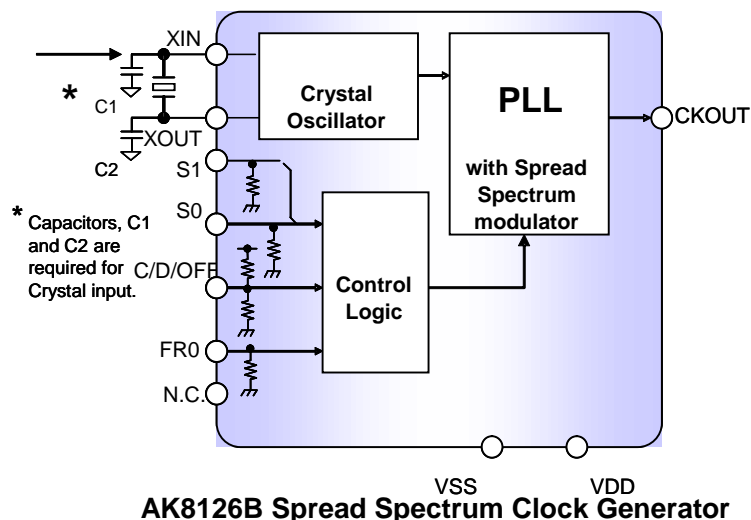 XIN
*
C1
Crystal
Oscillator
PLL
with Spread
Spectrum
modulator
CKOUT
XOUT
C2
S1
S0
* Capacitors, C1
and C2 are
required for
Crystal input.
C/D/OFF
Control
Logic
FR0
N.C.
VSS
VDD
AK8126B Spread Spectrum Clock Generator